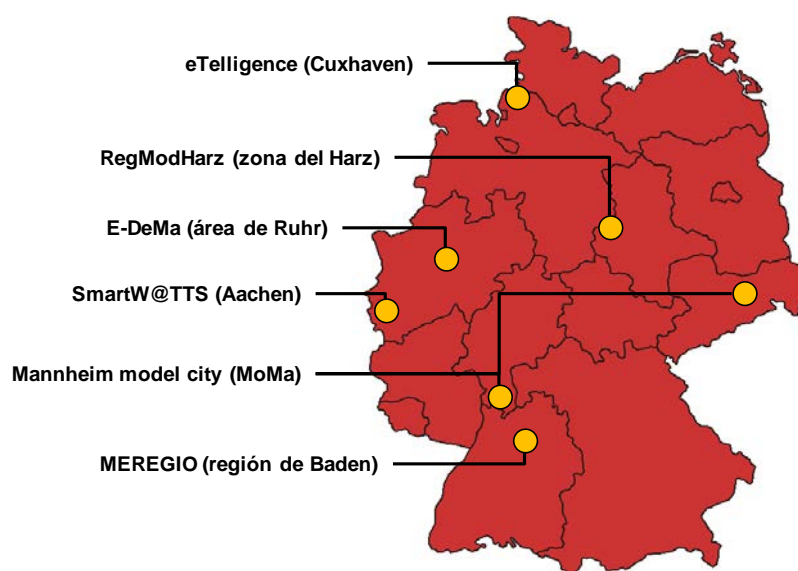 eTelligence (Cuxhaven)
RegModHarz (zona del Harz)
E-DeMa (área de Ruhr)
SmartW@TTS (Aachen)
Mannheim model city (MoMa)
MEREGIO (región de Baden)